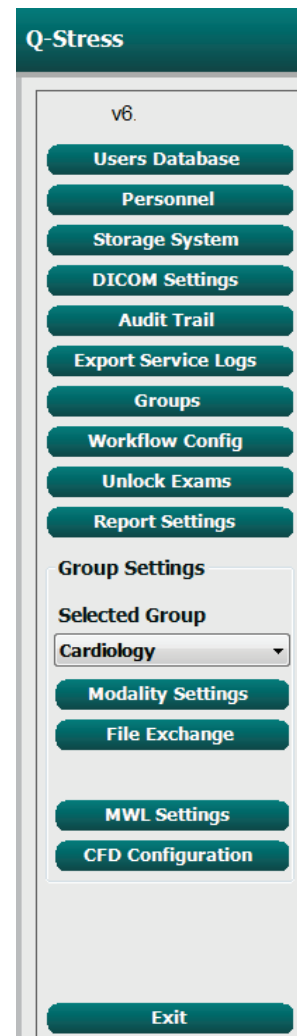 Q-Stress
v6.
Users Database
Personnel
Storage System
DICOM Settings
Audit Trail
Export Service Logs
Groups
Workflow Config
Unlock Exams
Report Settings
Group Settings
Selected Group
Cardiology
Modality Settings
File Exchange
MWL Settings
CFD Configuration
Exit